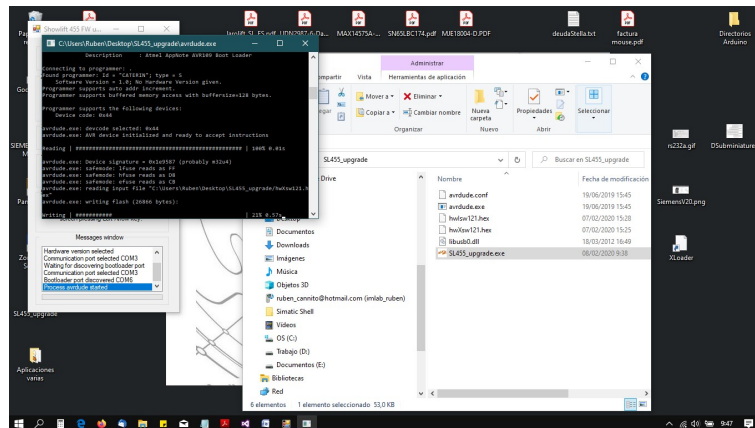 Jarolift_SL_ES.pdf
UDN2987-6-Da...
MAX14575A-...
SN65LBC174.pdf
MJE18004-D.PDF
deudaStella.txt
factura
mouse.pdf
Directorios
Arduino
Showlift 455 FW u...
C:\Users\Ruben\Desktop\SL455_upgrade\avrdude.exe
Description : Atmel AppNote AVR109 Boot Loader
Connecting to programmer: .
Found programmer: Id = "CATERIN"; type = S
Software Version = 1.0; No Hardware Version given.
Programmer supports auto addr increment.
Programmer supports buffered memory access with buffersize=128 bytes.
Programmer supports the following devices:
Device code: 0x44
avrdude.exe: devcode selected: 0x44
avrdude.exe: AVR device initialized and ready to accept instructions
Reading | ################################################## | 100% 0.01s
avrdude.exe: Device signature = 0x1e9587 (probably m32u4)
avrdude.exe: safemode: lfuse reads as FF
avrdude.exe: safemode: hfuse reads as D8
avrdude.exe: safemode: efuse reads as CB
avrdude.exe: reading input file "C:\Users\Ruben\Desktop\SL455_upgrade/hwXsw121.h
ex"
avrdude.exe: writing flash (26866 bytes):
Writing | ########### | 21% 0.57s
Messages window
Hardware version selected
Communication port selected COM3
Waiting for discovering bootloader port
Communication port selected COM3
Bootloader port discovered COM6
Process avrdude started
SL455_upgrade
Aplicaciones
varias
Administrar
Compartir
Vista
Herramientas de aplicación
Mover a
Copiar a
Eliminar
Cambiar nombre
Organizar
Nueva
carpeta
Nuevo
Propiedades
Abrir
Seleccionar
SL455_upgrade
Buscar en SL455_upgrade
Nombre
Fecha de modificación
avrdude.conf
19/06/2019 15:45
avrdude.exe
19/06/2019 15:45
hwIsw121.hex
07/02/2020 15:28
hwXsw121.hex
07/02/2020 15:25
libusb0.dll
18/03/2012 16:49
SL455_upgrade.exe
08/02/2020 9:38
Desktop
Documentos
Downloads
Imágenes
Música
Objetos 3D
ruben_cannito@hotmail.com (imlab_ruben)
Simatic Shell
Vídeos
OS (C:)
Trabajo (D:)
Documentos (E:)
Bibliotecas
Red
6 elementos
1 elemento seleccionado 53,0 KB
rs232a.gif
DSubminiature
SiemensV20.png
XLoader
9:47